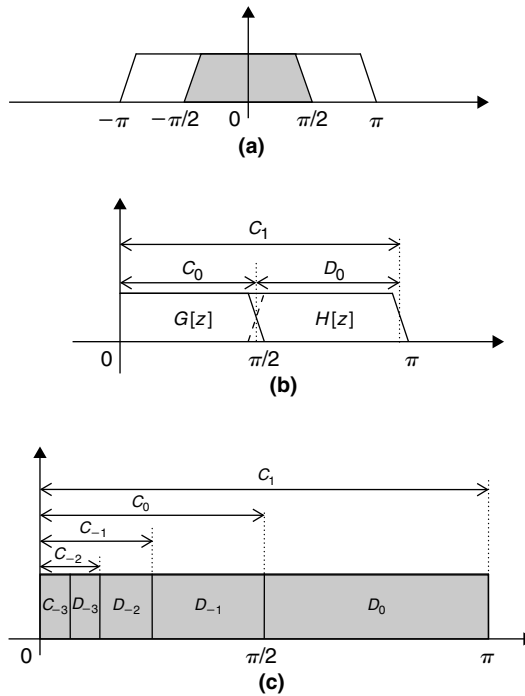 −π −π/2 0 π/2 π
(a)
C₁
C₀ D₀
G[z] H[z]
0 π/2 π
(b)
C₁
C₀
C₋₁
C₋₂
C₋₃ D₋₃ D₋₂ D₋₁ D₀
0 π/2 π
(c)